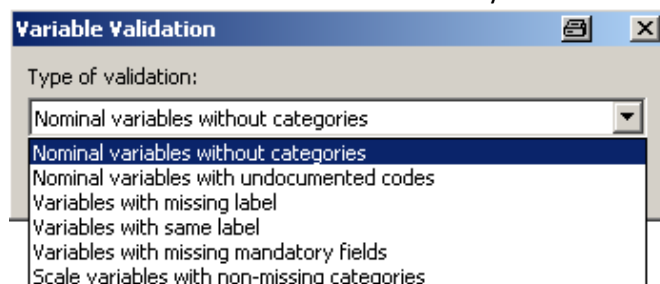 Variable Validation
Type of validation:
Nominal variables without categories
Nominal variables without categories
Nominal variables with undocumented codes
Variables with missing label
Variables with same label
Variables with missing mandatory fields
Scale variables with non-missing categories